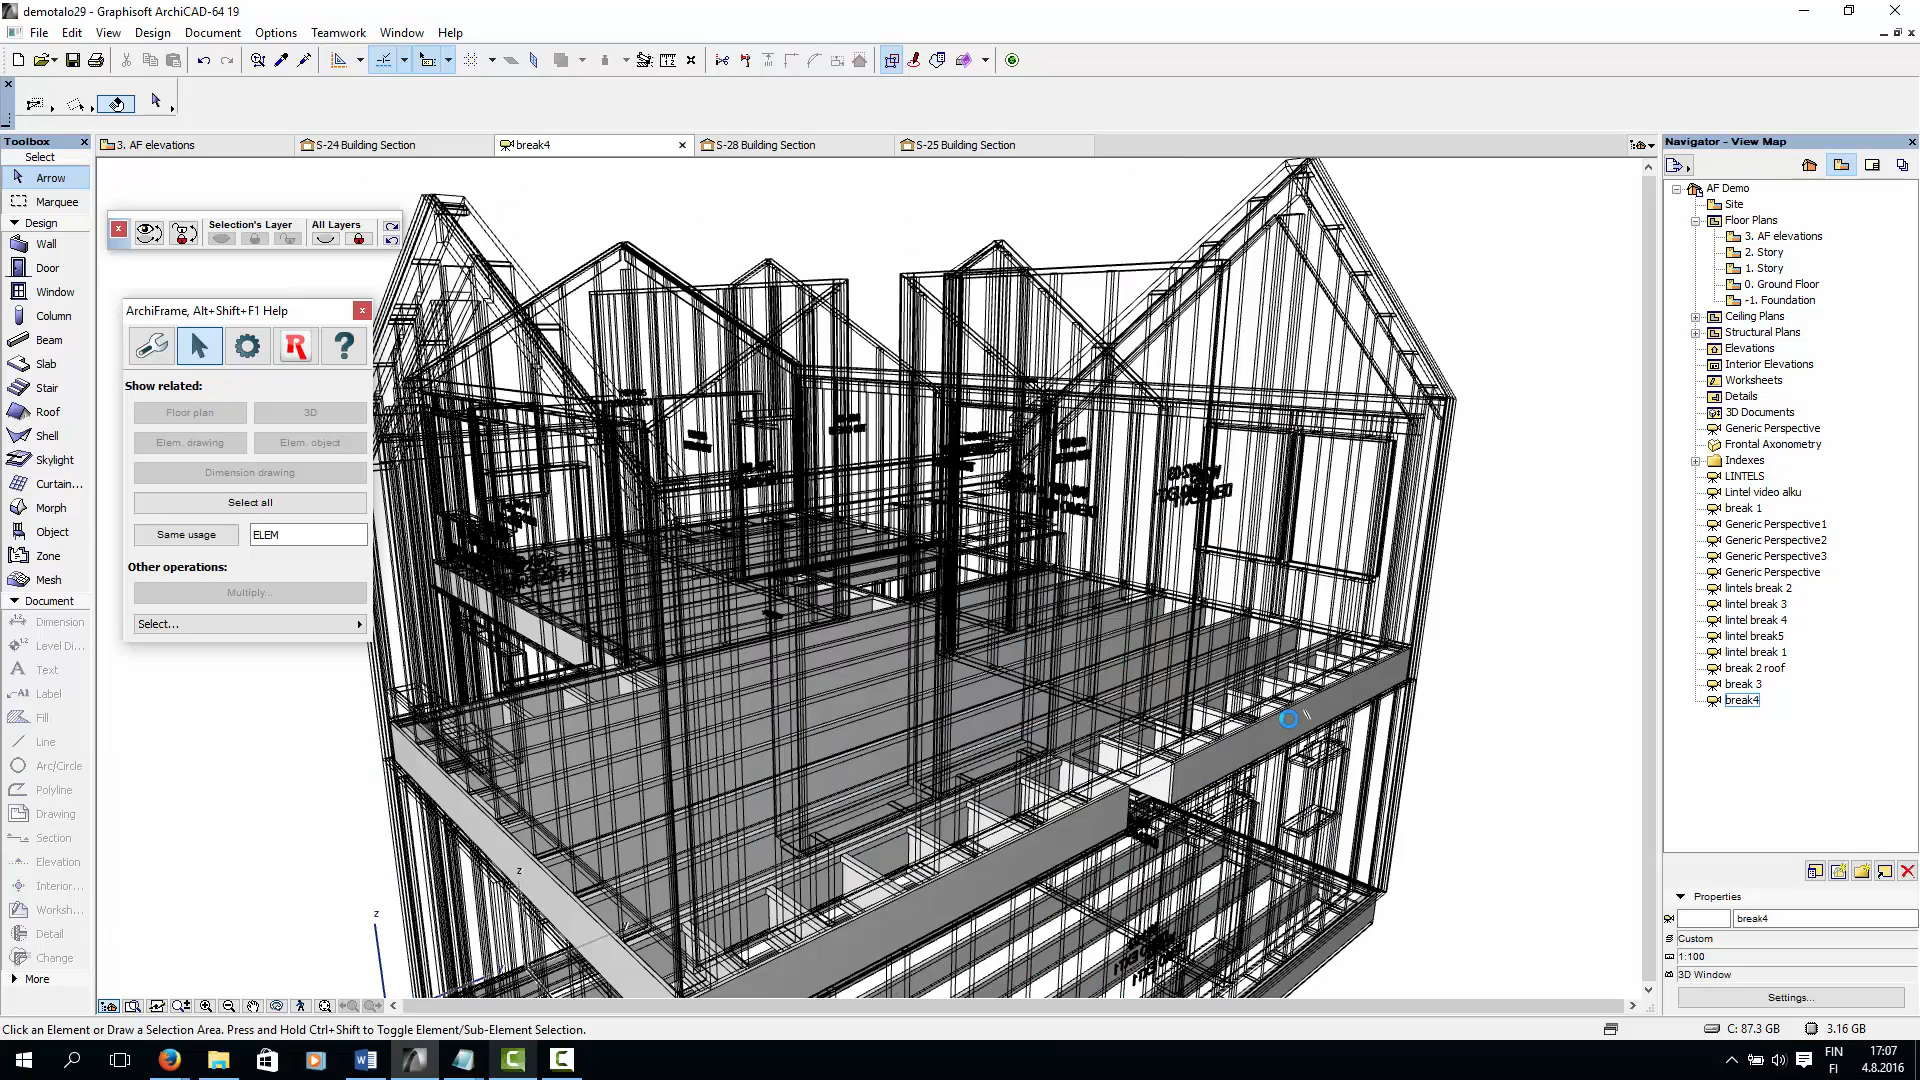 demotalo29 - Graphisoft ArchiCAD-64 19
File Edit View Design Document Options Teamwork Window Help
Toolbox
Select
Arrow
Marquee
Design
Wall
Door
Window
Column
Beam
Slab
Stair
Roof
Shell
Skylight
Curtain...
Morph
Object
Zone
Mesh
Document
Dimension
Level Di...
Text
Label
Fill
Line
Arc/Circle
Polyline
Drawing
Section
Elevation
Interior...
Worksh...
Detail
Change
More
3. AF elevations
S-24 Building Section
break4
S-28 Building Section
S-25 Building Section
Selection's Layer
All Layers
ArchiFrame, Alt+Shift+F1 Help
Show related:
Floor plan
3D
Elem. drawing
Elem. object
Dimension drawing
Select all
Same usage
ELEM
Other operations:
Multiply...
Select...
z
z
Navigator - View Map
AF Demo
Site
Floor Plans
3. AF elevations
2. Story
1. Story
0. Ground Floor
-1. Foundation
Ceiling Plans
Structural Plans
Elevations
Interior Elevations
Worksheets
Details
3D Documents
Generic Perspective
Frontal Axonometry
Indexes
LINTELS
Lintel video alku
break 1
Generic Perspective1
Generic Perspective2
Generic Perspective3
Generic Perspective
lintels break 2
lintel break 3
lintel break 4
lintel break5
lintel break 1
break 2 roof
break 3
break4
Properties
break4
Custom
1:100
3D Window
Settings...
Click an Element or Draw a Selection Area. Press and Hold Ctrl+Shift to Toggle Element/Sub-Element Selection.
C: 87.3 GB
3.16 GB
FIN
FI
17:07
4.8.2016